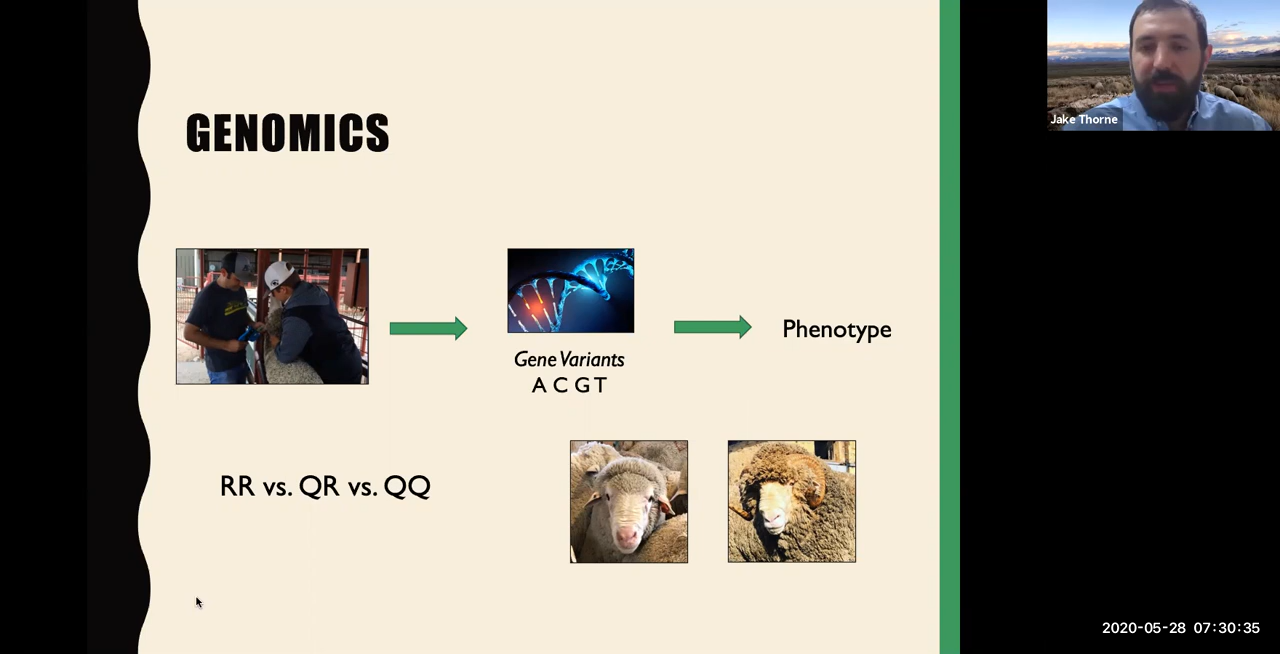 GENOMICS
Jake Thorne
Phenotype
Gene Variants
A C G T
RR vs. QR vs. QQ
2020-05-28 07:30:35